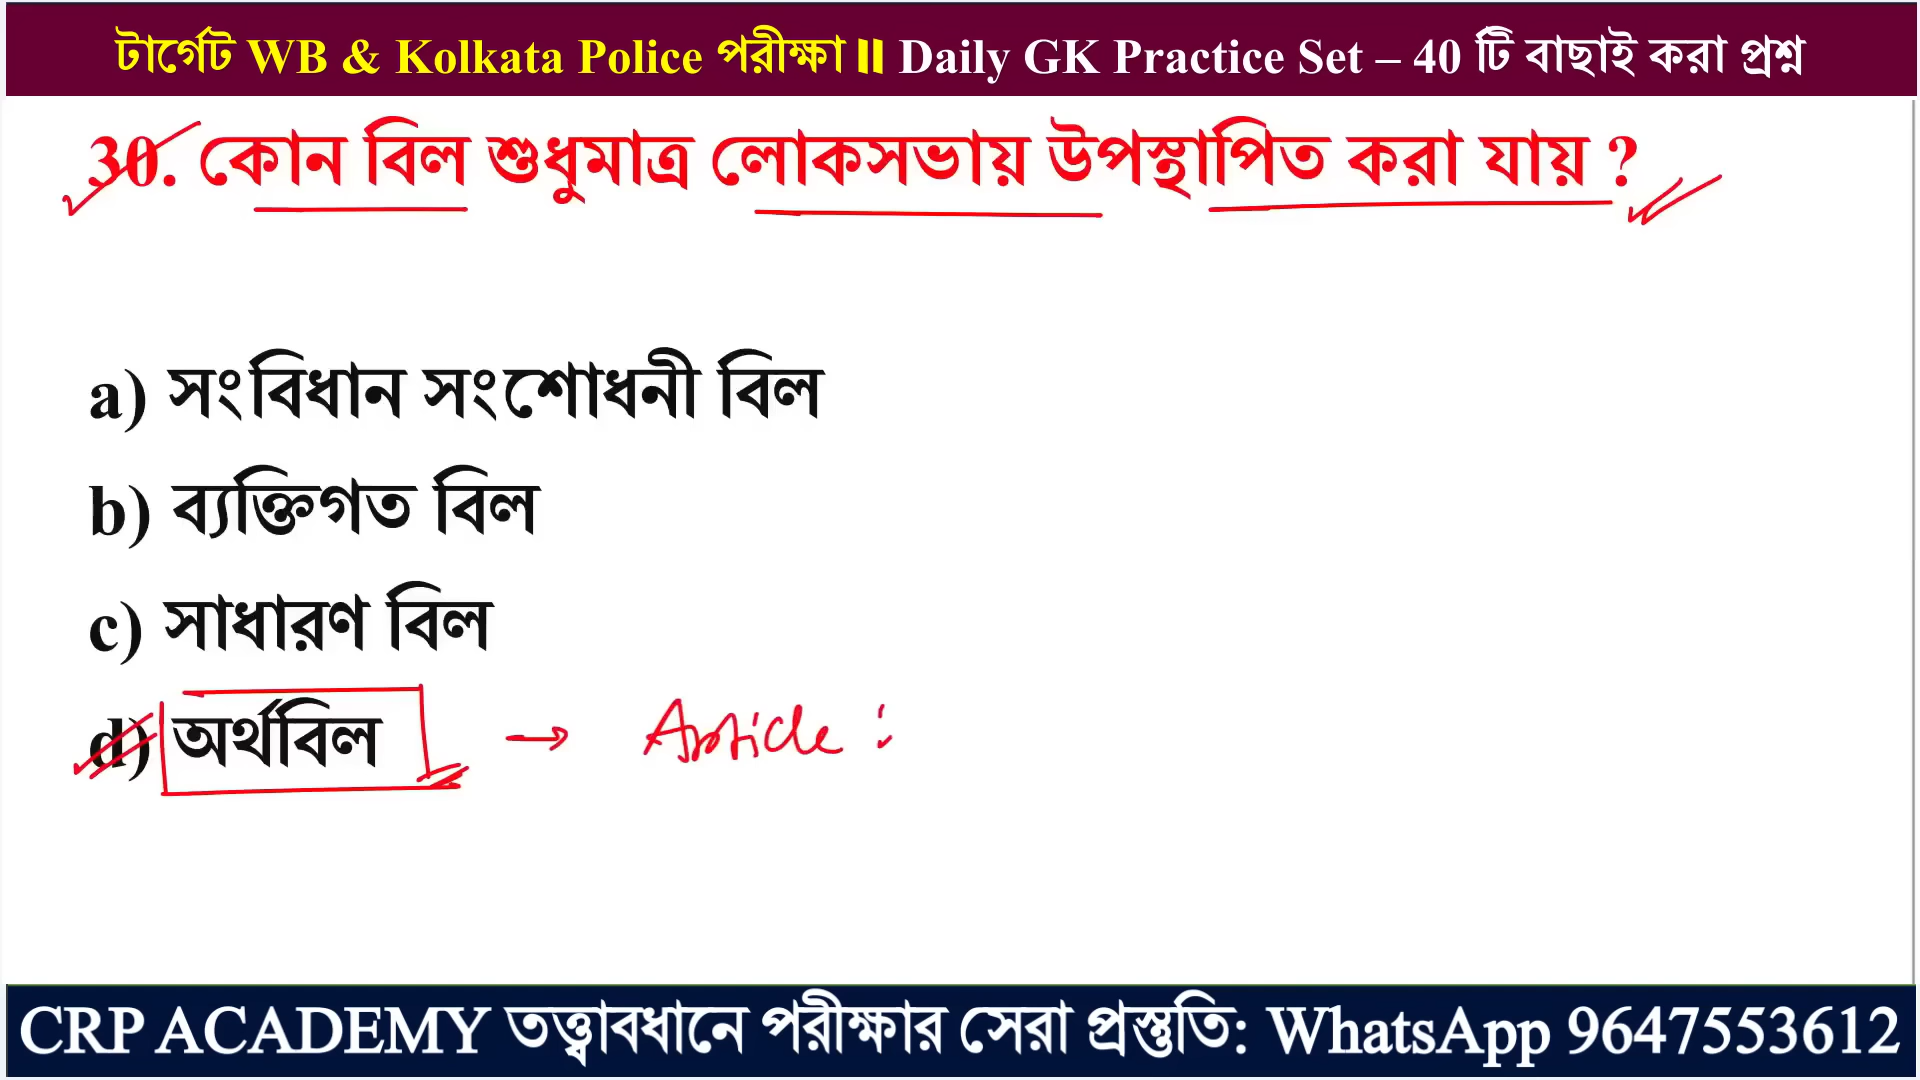 টার্গেট WB & Kolkata Police পরীক্ষা॥ Daily GK Practice Set – 40 টি বাছাই করা প্রশ্ন
30. কোন বিল শুধুমাত্র লোকসভায় উপস্থাপিত করা যায় ?
a) সংবিধান সংশোধনী বিল
b) ব্যক্তিগত বিল
c) সাধারণ বিল
d) অর্থবিল → Article :
CRP ACADEMY তত্ত্বাবধানে পরীক্ষার সেরা প্রস্তুতি: WhatsApp 9647553612